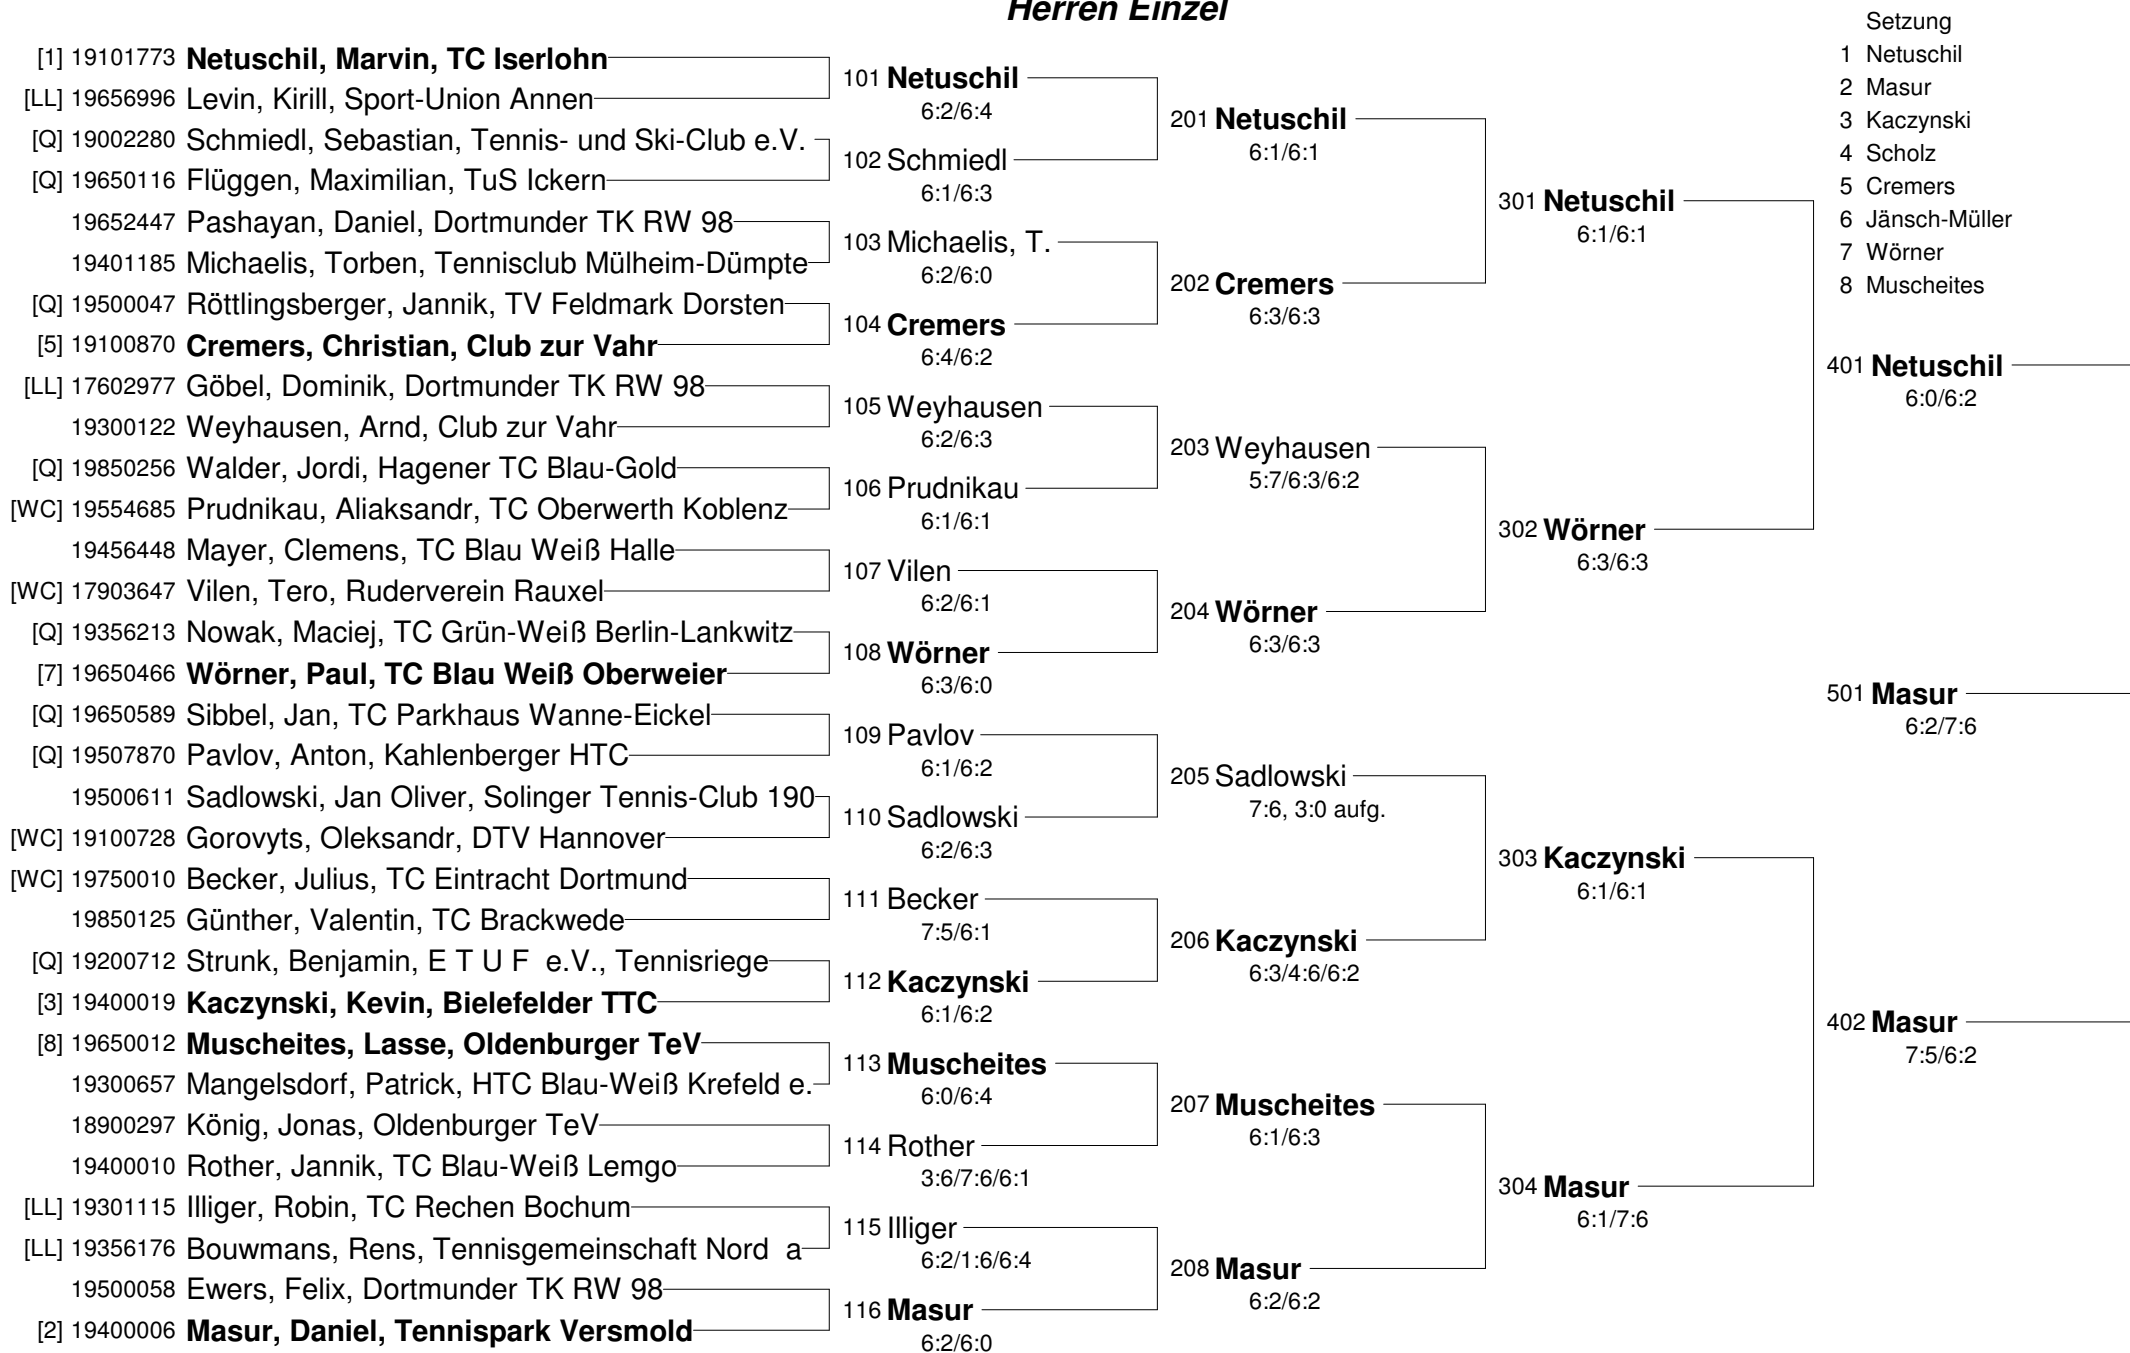 Herren Einzel
[1] 19101773 Netuschil, Marvin, TC Iserlohn
[LL] 19656996 Levin, Kirill, Sport-Union Annen
[Q] 19002280 Schmiedl, Sebastian, Tennis- und Ski-Club e.V.
[Q] 19650116 Flüggen, Maximilian, TuS Ickern
19652447 Pashayan, Daniel, Dortmunder TK RW 98
19401185 Michaelis, Torben, Tennisclub Mülheim-Dümpte
[Q] 19500047 Röttlingsberger, Jannik, TV Feldmark Dorsten
[5] 19100870 Cremers, Christian, Club zur Vahr
[LL] 17602977 Göbel, Dominik, Dortmunder TK RW 98
19300122 Weyhausen, Arnd, Club zur Vahr
[Q] 19850256 Walder, Jordi, Hagener TC Blau-Gold
[WC] 19554685 Prudnikau, Aliaksandr, TC Oberwerth Koblenz
19456448 Mayer, Clemens, TC Blau Weiß Halle
[WC] 17903647 Vilen, Tero, Ruderverein Rauxel
[Q] 19356213 Nowak, Maciej, TC Grün-Weiß Berlin-Lankwitz
[7] 19650466 Wörner, Paul, TC Blau Weiß Oberweier
[Q] 19650589 Sibbel, Jan, TC Parkhaus Wanne-Eickel
[Q] 19507870 Pavlov, Anton, Kahlenberger HTC
19500611 Sadlowski, Jan Oliver, Solinger Tennis-Club 190
[WC] 19100728 Gorovyts, Oleksandr, DTV Hannover
[WC] 19750010 Becker, Julius, TC Eintracht Dortmund
19850125 Günther, Valentin, TC Brackwede
[Q] 19200712 Strunk, Benjamin, E T U F e.V., Tennisriege
[3] 19400019 Kaczynski, Kevin, Bielefelder TTC
[8] 19650012 Muscheites, Lasse, Oldenburger TeV
19300657 Mangelsdorf, Patrick, HTC Blau-Weiß Krefeld e.
18900297 König, Jonas, Oldenburger TeV
19400010 Rother, Jannik, TC Blau-Weiß Lemgo
[LL] 19301115 Illiger, Robin, TC Rechen Bochum
[LL] 19356176 Bouwmans, Rens, Tennisgemeinschaft Nord a
19500058 Ewers, Felix, Dortmunder TK RW 98
[2] 19400006 Masur, Daniel, Tennispark Versmold
101 Netuschil
6:2/6:4
102 Schmiedl
6:1/6:3
103 Michaelis, T.
6:2/6:0
104 Cremers
6:4/6:2
105 Weyhausen
6:2/6:3
106 Prudnikau
6:1/6:1
107 Vilen
6:2/6:1
108 Wörner
6:3/6:0
109 Pavlov
6:1/6:2
110 Sadlowski
6:2/6:3
111 Becker
7:5/6:1
112 Kaczynski
6:1/6:2
113 Muscheites
6:0/6:4
114 Rother
3:6/7:6/6:1
115 Illiger
6:2/1:6/6:4
116 Masur
6:2/6:0
201 Netuschil
6:1/6:1
202 Cremers
6:3/6:3
203 Weyhausen
5:7/6:3/6:2
204 Wörner
6:3/6:3
205 Sadlowski
7:6, 3:0 aufg.
206 Kaczynski
6:3/4:6/6:2
207 Muscheites
6:1/6:3
208 Masur
6:2/6:2
301 Netuschil
6:1/6:1
302 Wörner
6:3/6:3
303 Kaczynski
6:1/6:1
304 Masur
6:1/7:6
Setzung
1 Netuschil
2 Masur
3 Kaczynski
4 Scholz
5 Cremers
6 Jänsch-Müller
7 Wörner
8 Muscheites
401 Netuschil
6:0/6:2
501 Masur
6:2/7:6
402 Masur
7:5/6:2